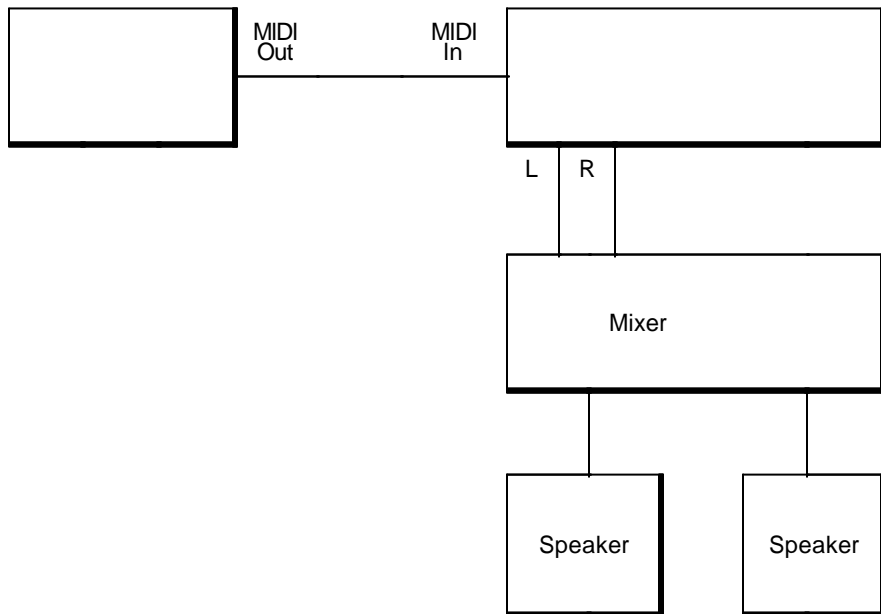 MIDI
Out
MIDI
In
L R
Mixer
Speaker Speaker